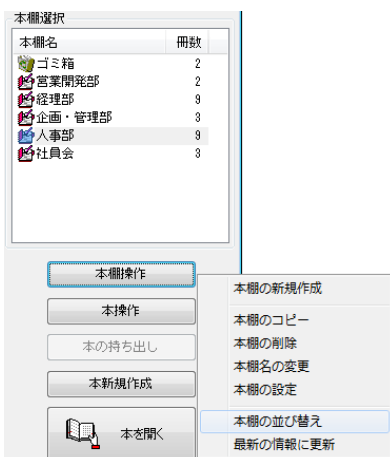 本棚選択
本棚名 冊数
ゴミ箱 2
営業開発部 2
経理部 9
企画・管理部 3
人事部 9
社員会 3
本棚操作
本操作
本の持ち出し
本新規作成
本を開く
本棚の新規作成
本棚のコピー
本棚の削除
本棚名の変更
本棚の設定
本棚の並び替え
最新の情報に更新